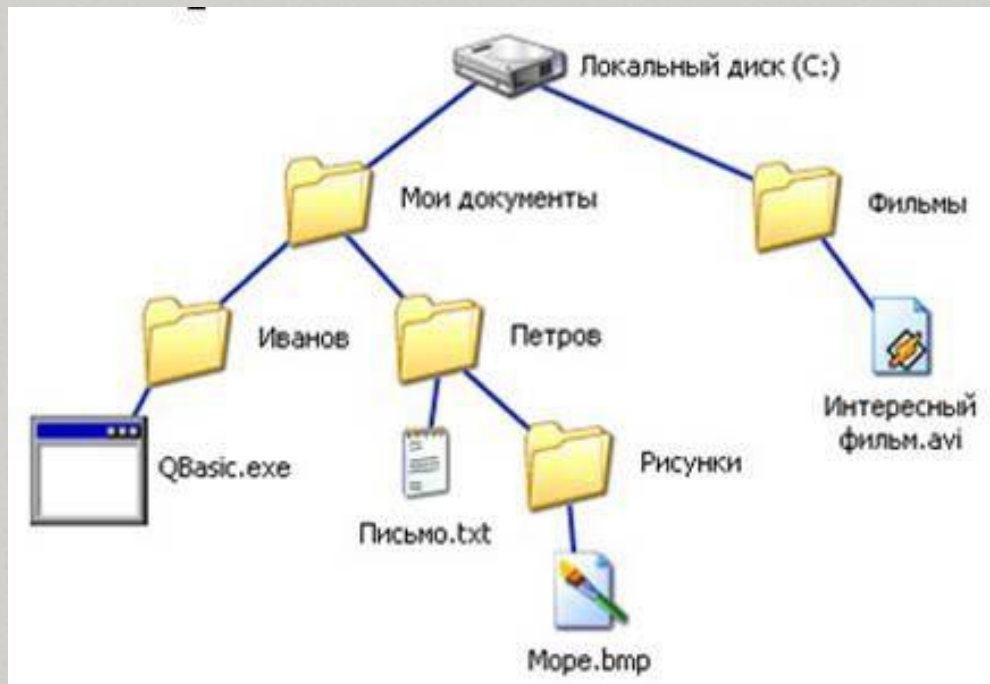 Локальный диск (C:)
Мои документы
Фильмы
Иванов
Петров
Интересный
фильм.avi
QBasic.exe
Рисунки
Письмо.txt
Море.bmp